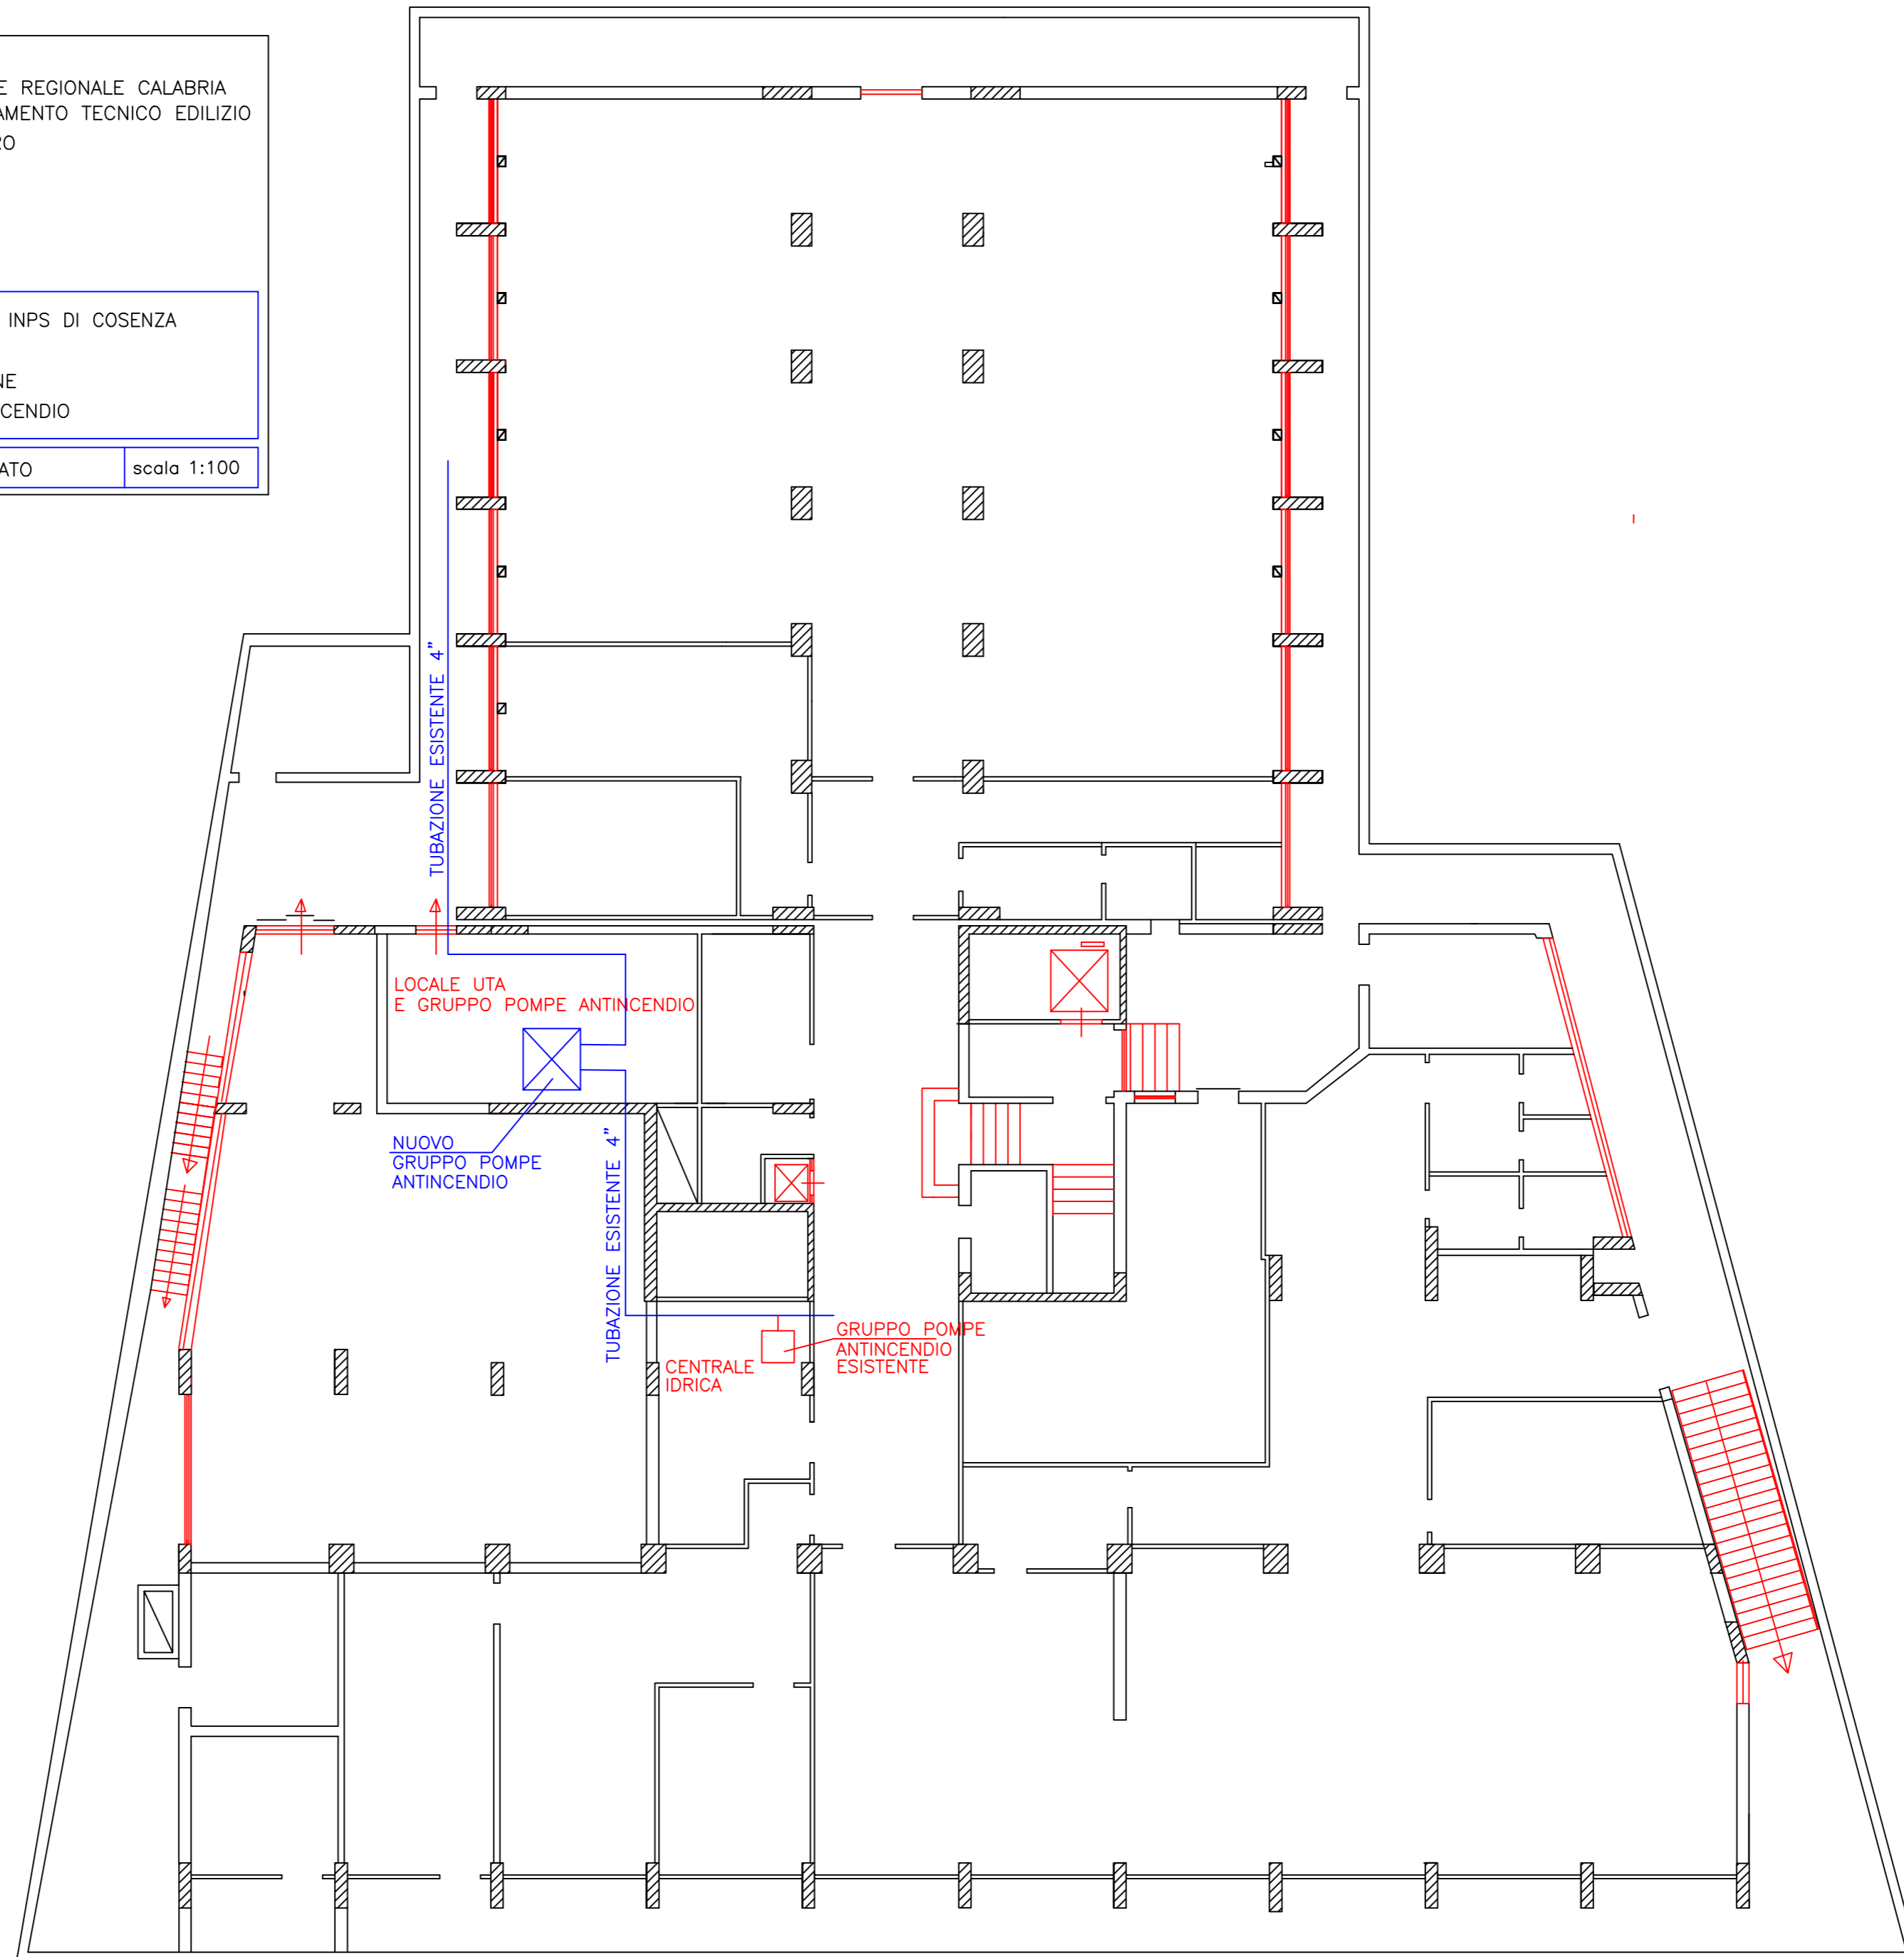 E REGIONALE CALABRIA
AMENTO TECNICO EDILIZIO
RO
INPS DI COSENZA
NE
CENDIO
ATO
scala 1:100
TUBAZIONE ESISTENTE 4"
LOCALE UTA
E GRUPPO POMPE ANTINCENDIO
NUOVO
GRUPPO POMPE
ANTINCENDIO
TUBAZIONE ESISTENTE 4"
GRUPPO POMPE
ANTINCENDIO
ESISTENTE
CENTRALE
IDRICA